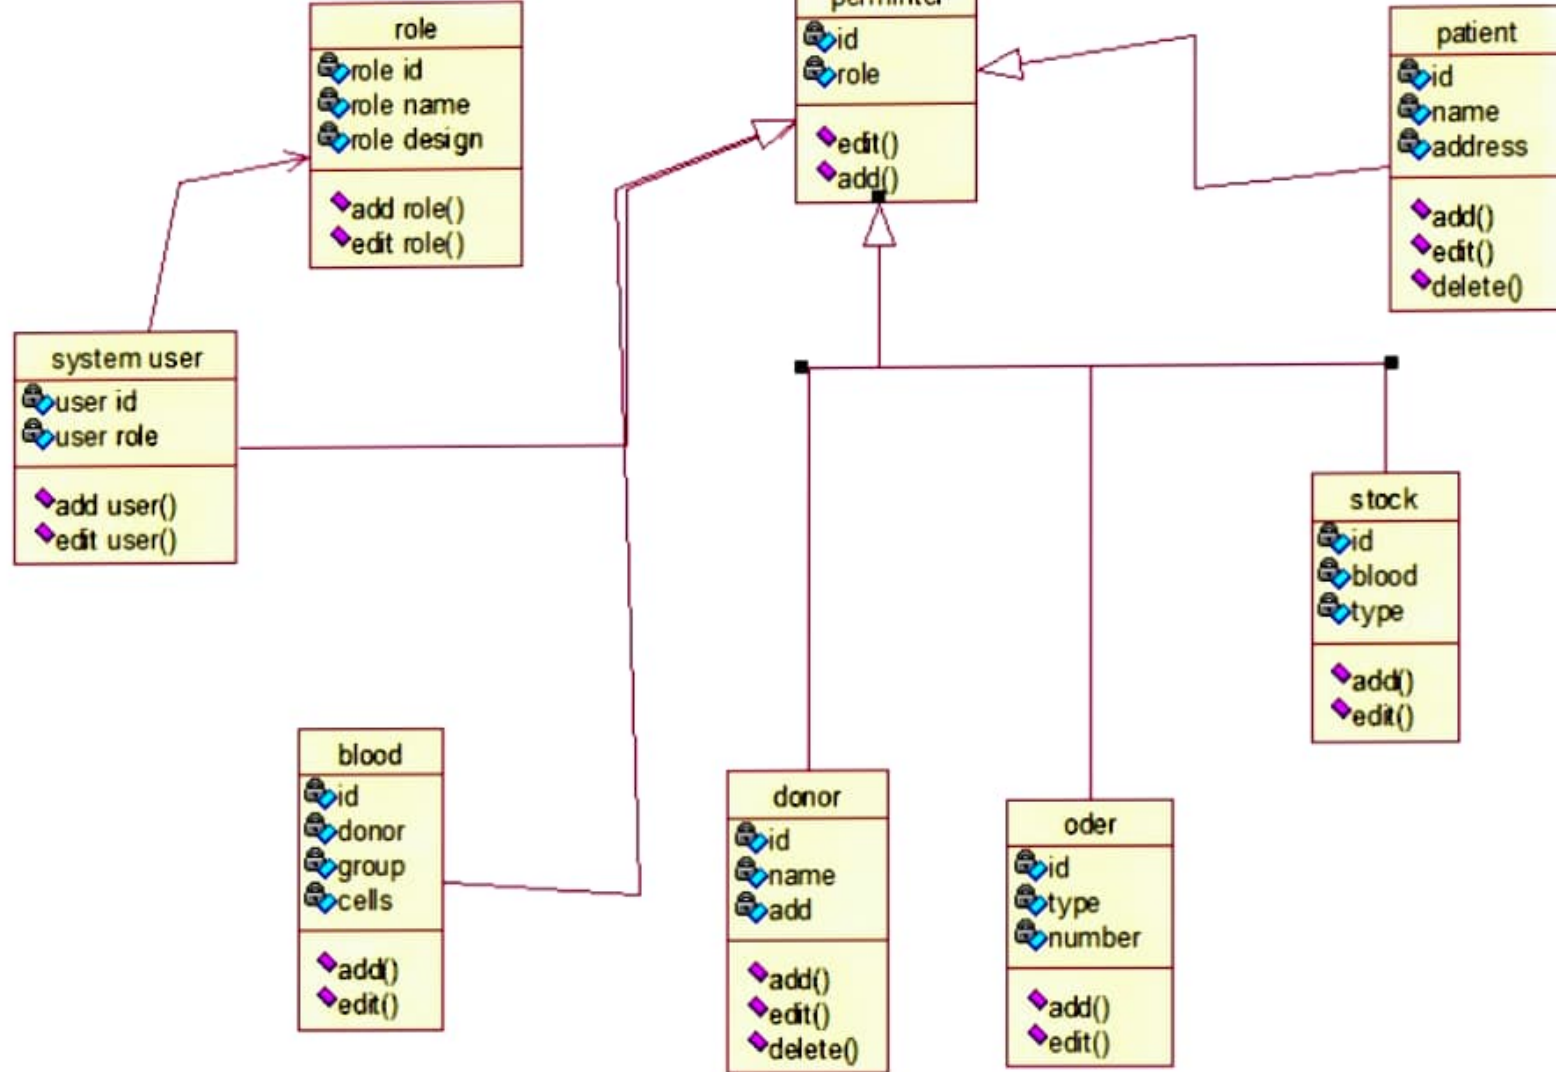 role
role id
role name
role design
add role()
edit role()
id
role
edit()
add()
patient
id
name
address
add()
edit()
delete()
system user
user id
user role
add user()
edit user()
stock
id
blood
type
add()
edit()
blood
id
donor
group
cells
add()
edit()
donor
id
name
add
add()
edit()
delete()
oder
id
type
number
add()
edit()